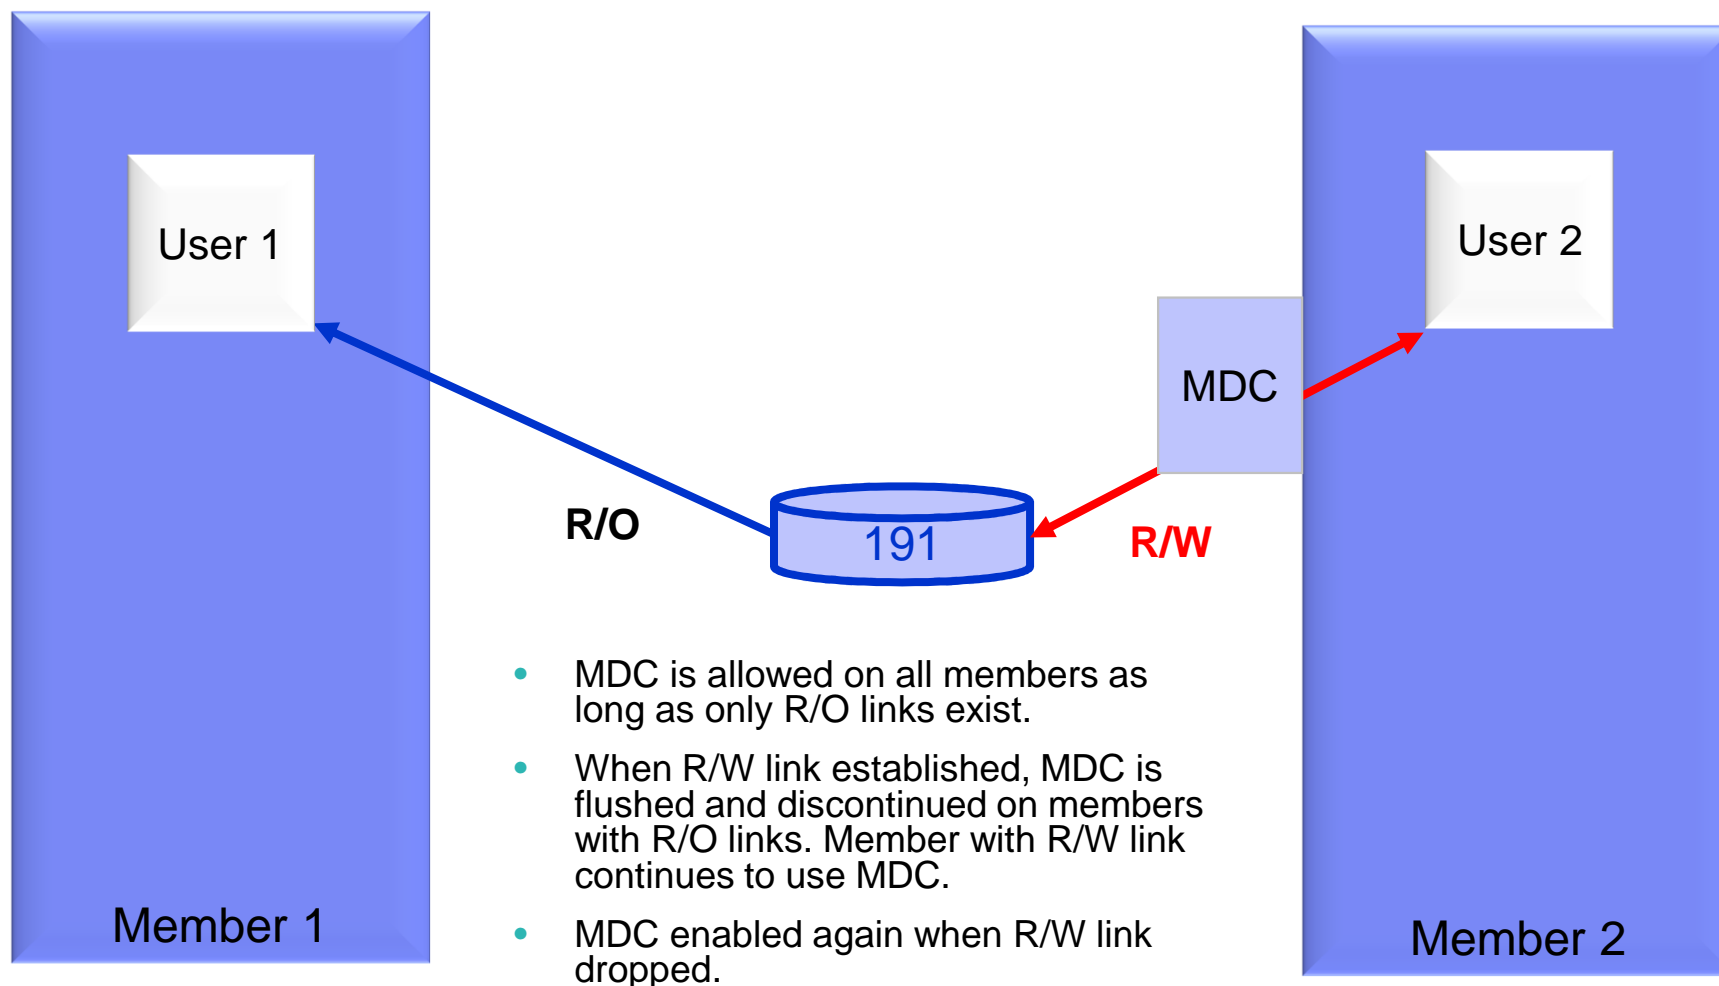 User 1
User 2
MDC
R/O
191
R/W
• MDC is allowed on all members as
long as only R/O links exist.
• When R/W link established, MDC is
flushed and discontinued on members
with R/O links. Member with R/W link
continues to use MDC.
• MDC enabled again when R/W link
dropped.
Member 1
Member 2